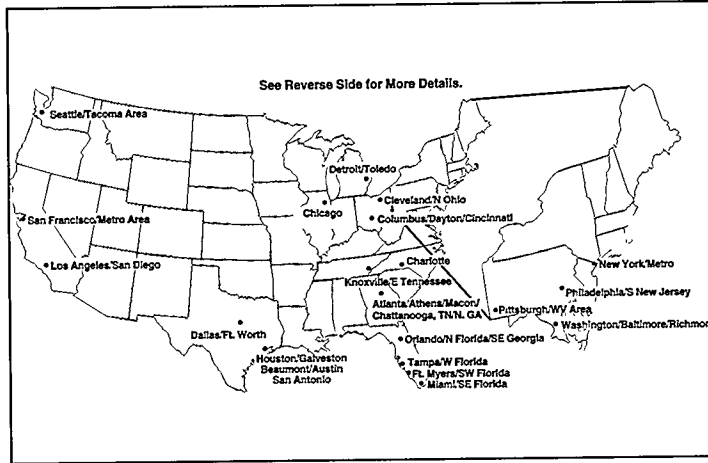 See Reverse Side for More Details.
Seattle/Tacoma Area
Detroit/Toledo
Cleveland/N Ohio
Chicago
Columbus/Dayton/Cincinnati
San Francisco/Metro Area
Los Angeles/San Diego
Charlotte
Knoxville/E Tennessee
New York/Metro
Atlanta/Athens/Macon/
Chattanooga, TN/N. GA
Philadelphia/S New Jersey
Pittsburgh/WV Area
Washington/Baltimore/Richmon
Dallas/Ft. Worth
Orlando/N Florida/SE Georgia
Houston/Galveston
Beaumont/Austin
San Antonio
Tampa/W Florida
Ft. Myers/SW Florida
Miami/SE Florida